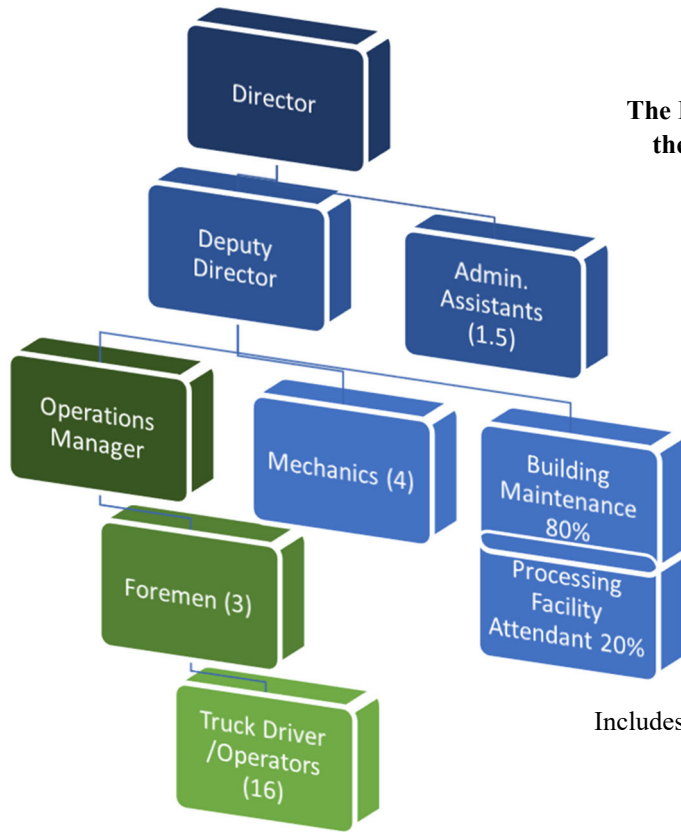 Director
The
the
Deputy
Director
Admin.
Assistants
(1.5)
Operations
Manager
Mechanics (4)
Building
Maintenance
80%
Processing
Facility
Attendant 20%
Foremen (3)
Includes
Truck Driver
/Operators
(16)